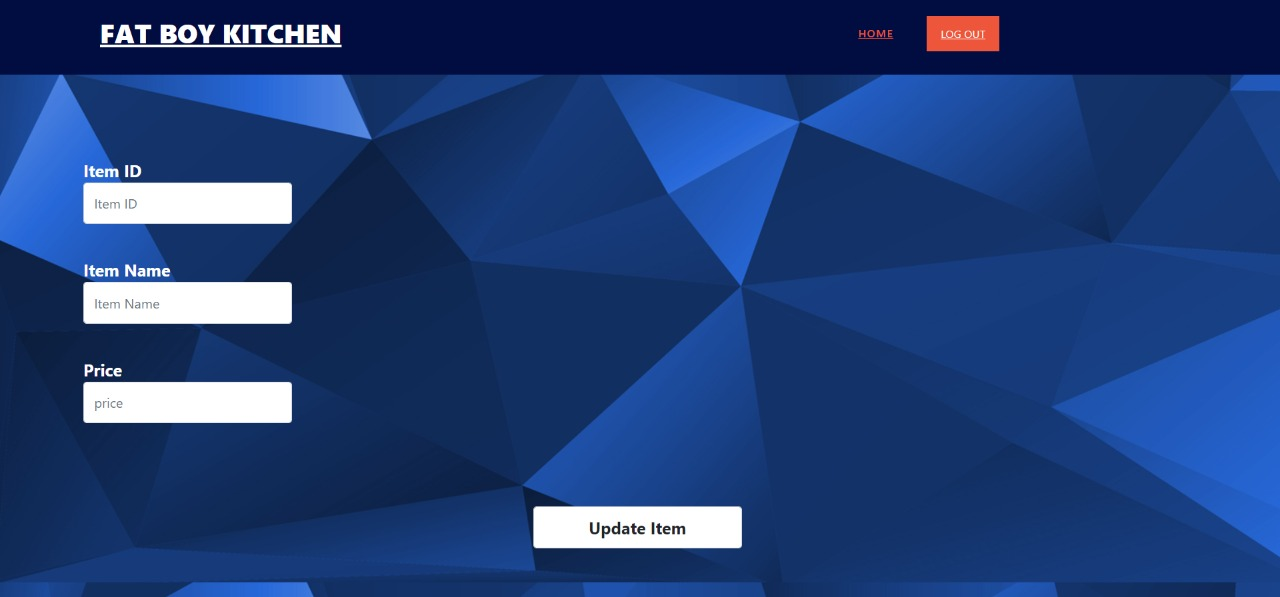 FAT BOY KITCHEN
HOME
LOG OUT
Item ID
Item ID
Item Name
Item Name
Price
price
Update Item